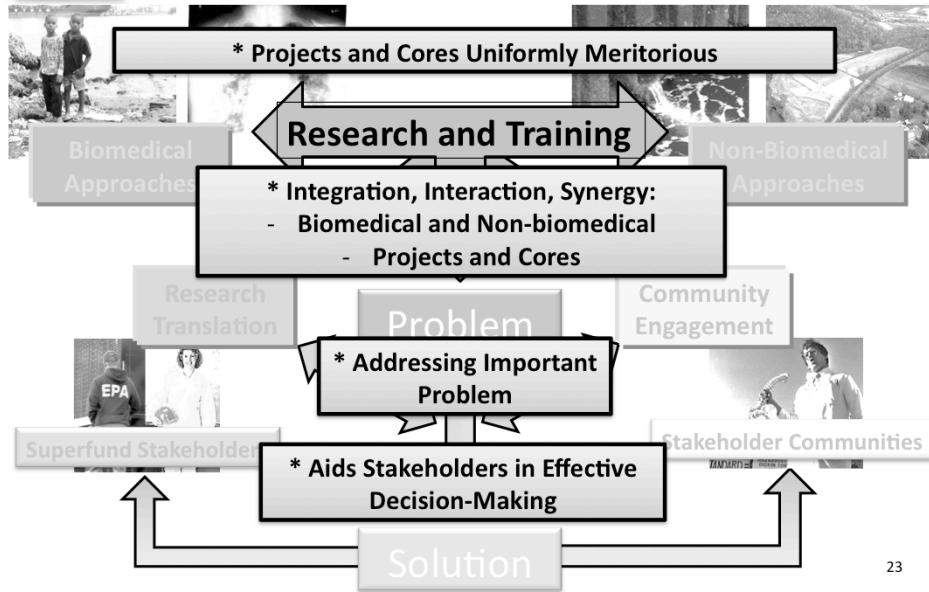 * Projects and Cores Uniformly Meritorious
Research and Training
Biomedical
Approaches
Non-Biomedical
Approaches
* Integration, Interaction, Synergy:
- Biomedical and Non-biomedical
- Projects and Cores
Research
Translation
Problem
Community
Engagement
* Addressing Important
Problem
EPA
Superfund Stakeholder
Stakeholder Communities
* Aids Stakeholders in Effective
Decision-Making
Solution
23